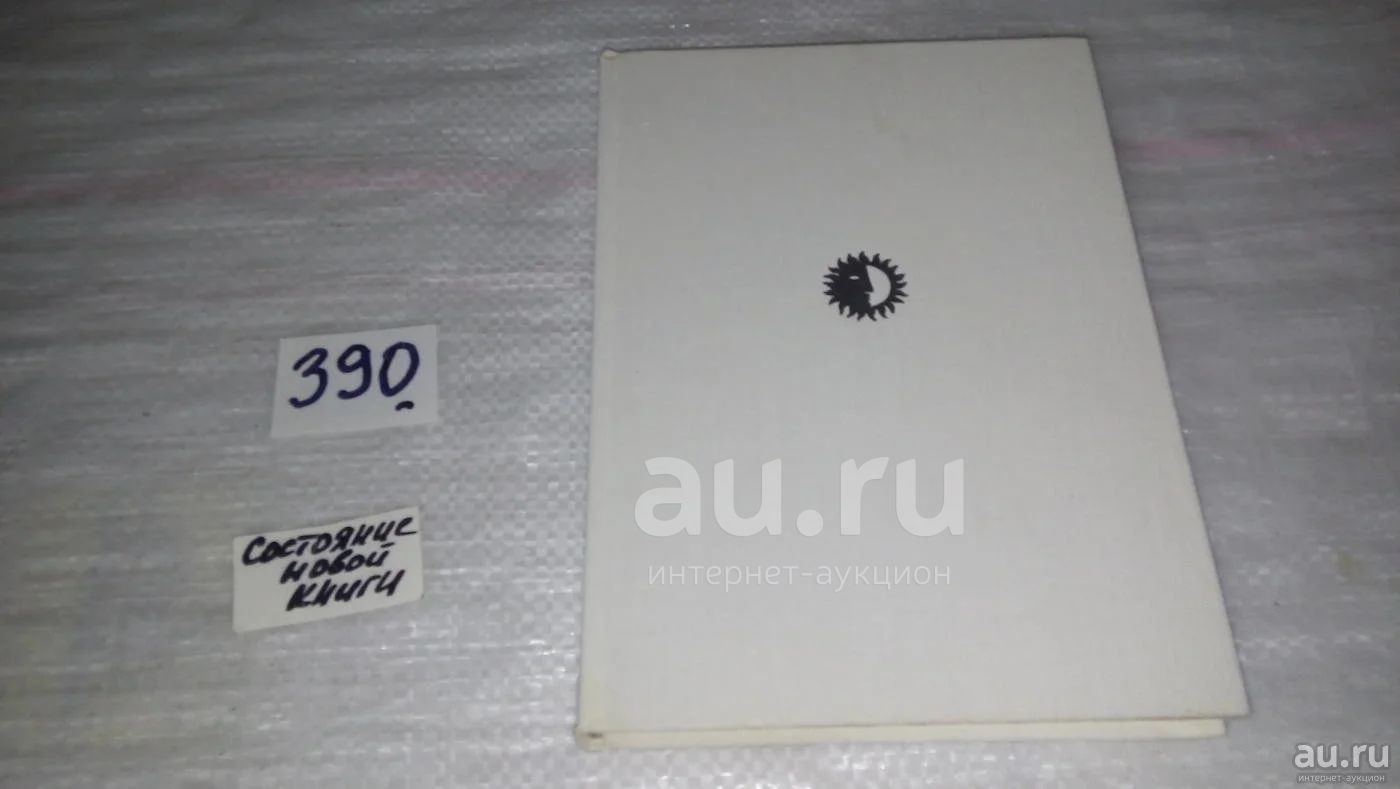 390
Состояние
новой
книги
au.ru
интернет-аукцион
au.ru
интернет-аукцион